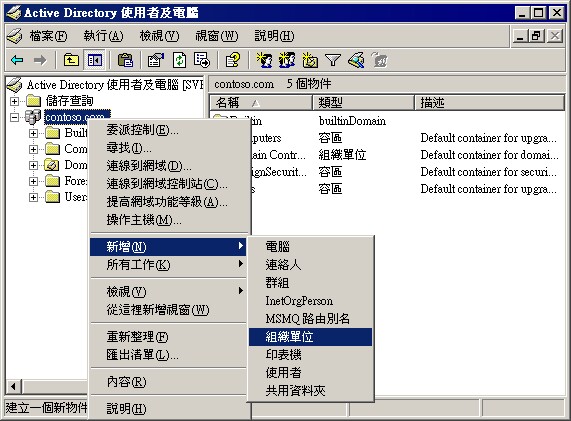 Active Directory 使用者及電腦
檔案(F) 執行(A) 檢視(V) 視窗(W) 說明(H)
Active Directory 使用者及電腦 [SVR
儲存查詢
contoso.com
Built
Com
Dom
Fore
Users
contoso.com 5 個物件
名稱 類型 描述
Builtin builtinDomain
puters 容區 Default container for upgra...
ain Contr... 組織單位 Default container for domai...
ignSecurit... 容區 Default container for securi...
s 容區 Default container for upgra...
委派控制(E)...
尋找(I)...
連線到網域(D)...
連線到網域控制站(C)...
提高網域功能等級(A)...
操作主機(M)...
新增(N)
所有工作(K)
檢視(V)
從這裡新增視窗(W)
重新整理(F)
匯出清單(L)...
內容(R)
說明(H)
電腦
連絡人
群組
InetOrgPerson
MSMQ 路由別名
組織單位
印表機
使用者
共用資料夾
建立一個新物件